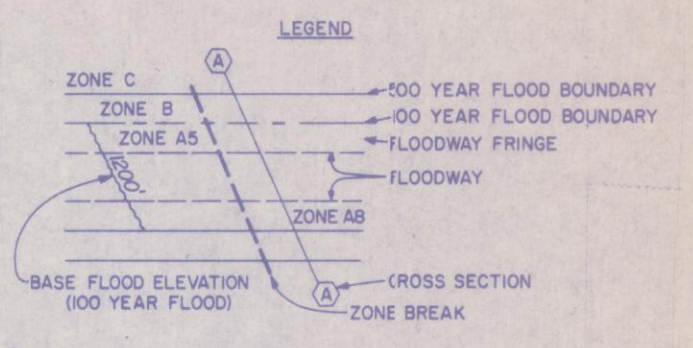 LEGEND
A
ZONE C
500 YEAR FLOOD BOUNDARY
ZONE B
100 YEAR FLOOD BOUNDARY
ZONE A5
FLOODWAY FRINGE
1200'
FLOODWAY
ZONE A8
BASE FLOOD ELEVATION
(100 YEAR FLOOD)
CROSS SECTION
A
ZONE BREAK